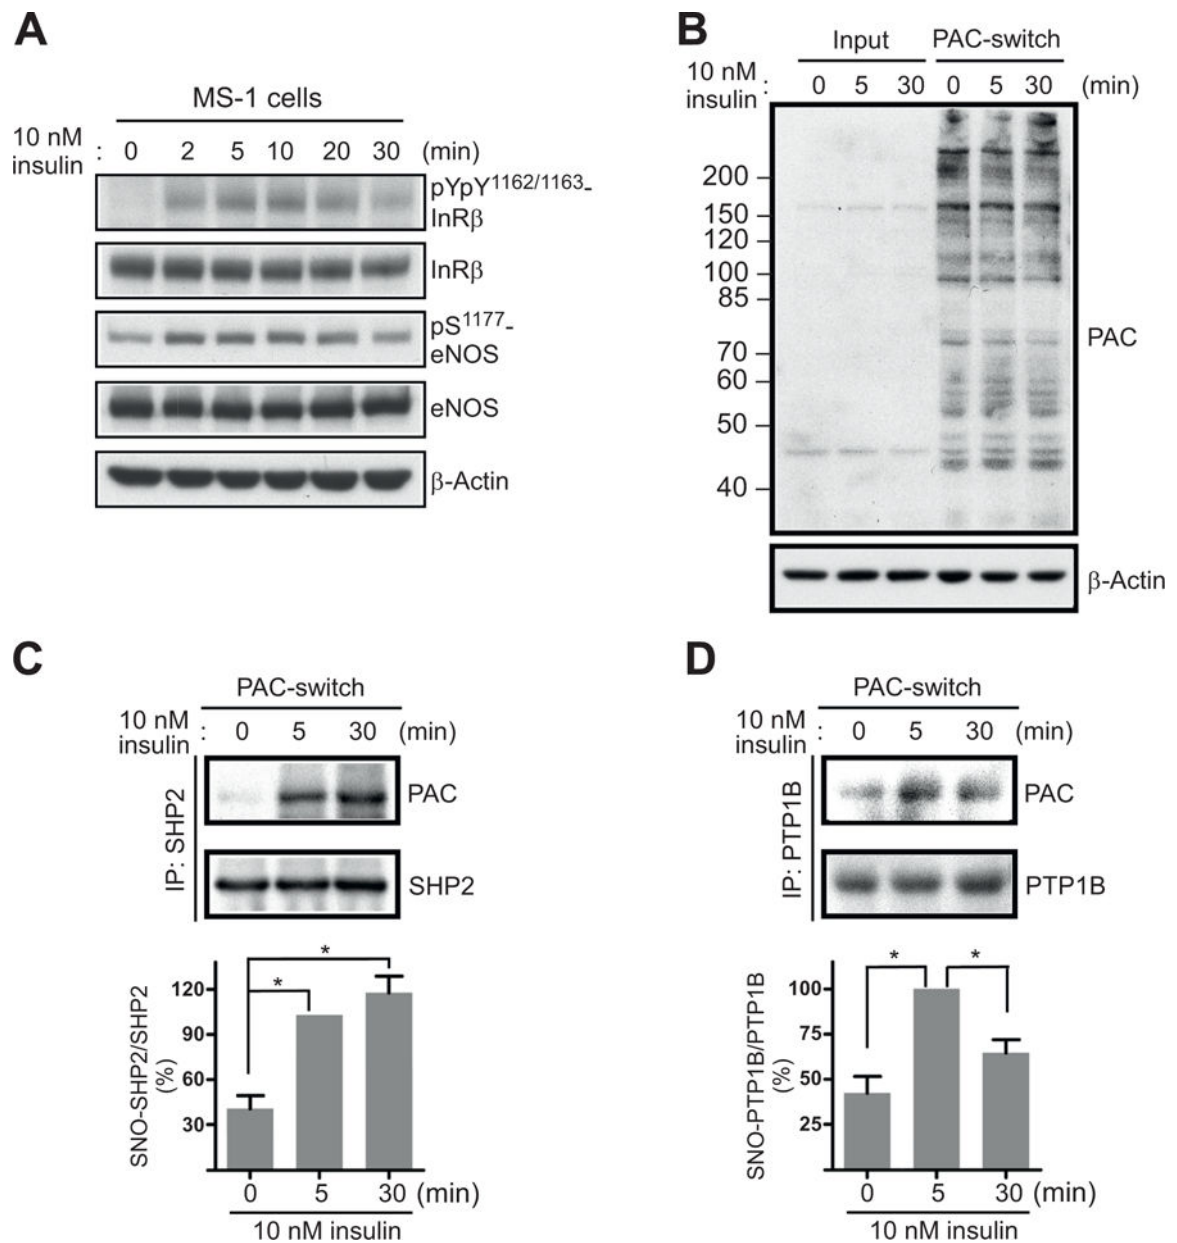 A
MS-1 cells
10 nM insulin : 0 2 5 10 20 30 (min)
pYpY1162/1163-InRβ
InRβ
pS1177-eNOS
eNOS
β-Actin
B
Input PAC-switch
10 nM insulin : 0 5 30 0 5 30 (min)
200
150
120
100
85
70
60
50
40
PAC
β-Actin
C
PAC-switch
10 nM insulin : 0 5 30 (min)
IP: SHP2
PAC
SHP2
SNO-SHP2/SHP2 (%)
120
90
60
30
* *
0 5 30 (min)
10 nM insulin
D
PAC-switch
10 nM insulin : 0 5 30 (min)
IP: PTP1B
PAC
PTP1B
SNO-PTP1B/PTP1B (%)
100
75
50
25
* *
0 5 30 (min)
10 nM insulin